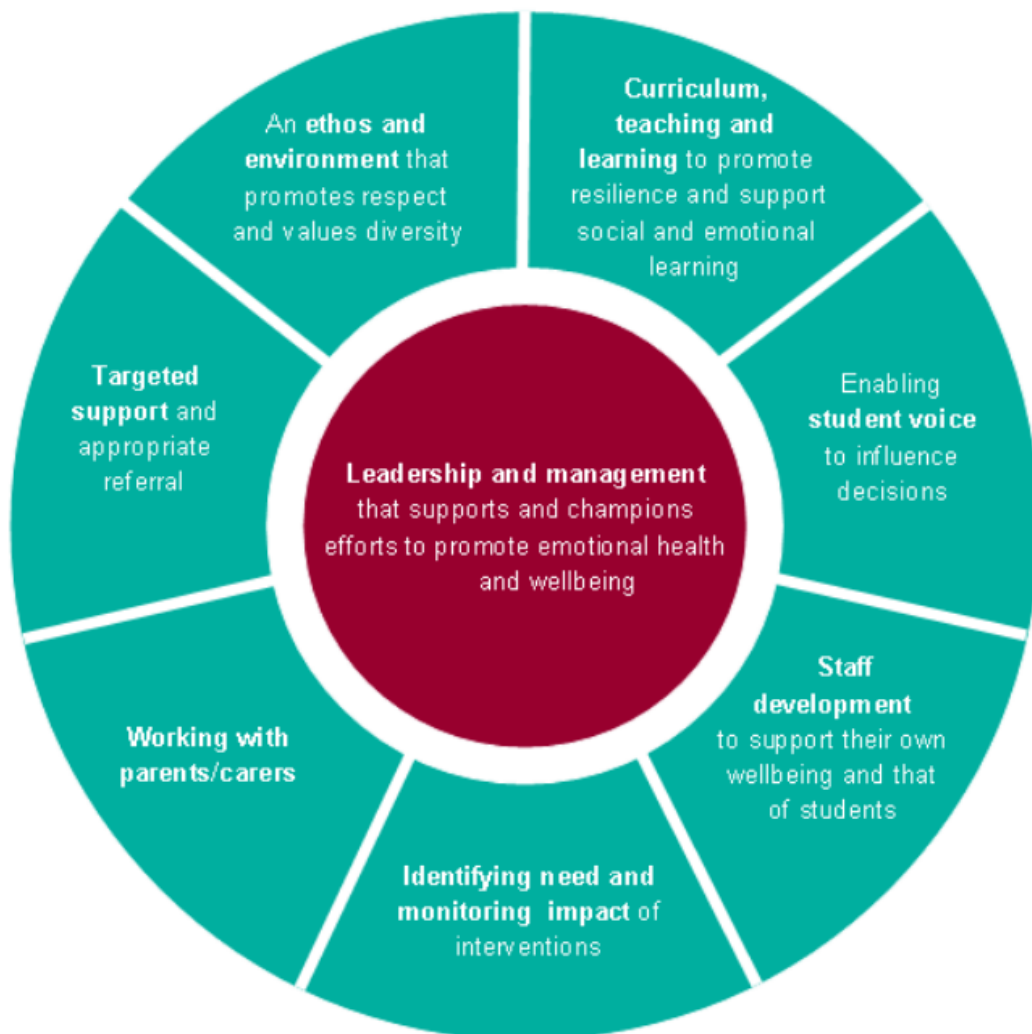 An ethos and
environment that
promotes respect
and values diversity
Curriculum,
teaching and
learning to promote
resilience and support
social and emotional
learning
Enabling
student voice
to influence
decisions
Staff
development
to support their own
wellbeing and that
of students
Identifying need and
monitoring impact of
interventions
Working with
parents/carers
Targeted
support and
appropriate
referral
Leadership and management
that supports and champions
efforts to promote emotional health
and wellbeing